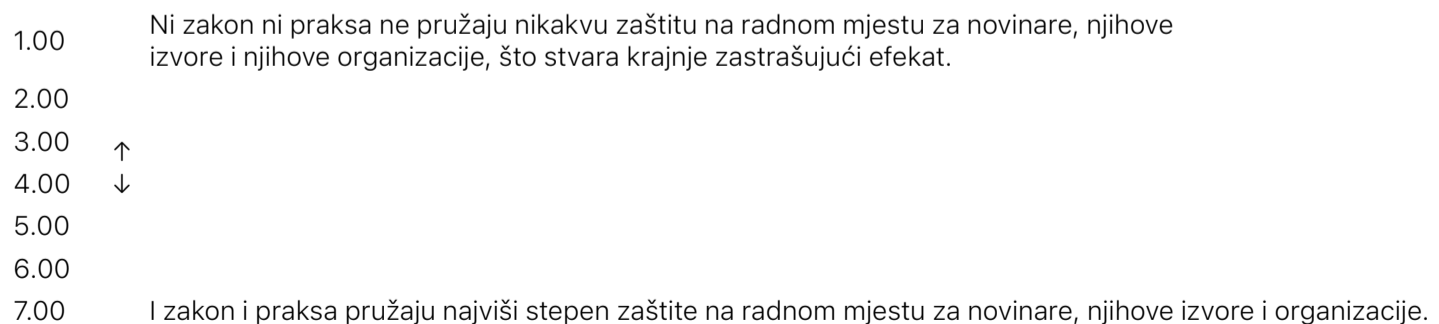 1.00 Ni zakon ni praksa ne pružaju nikakvu zaštitu na radnom mjestu za novinare, njihove
izvore i njihove organizacije, što stvara krajnje zastrašujući efekat.
2.00
3.00 ↑
4.00 ↓
5.00
6.00
7.00 I zakon i praksa pružaju najviši stepen zaštite na radnom mjestu za novinare, njihove izvore i organizacije.